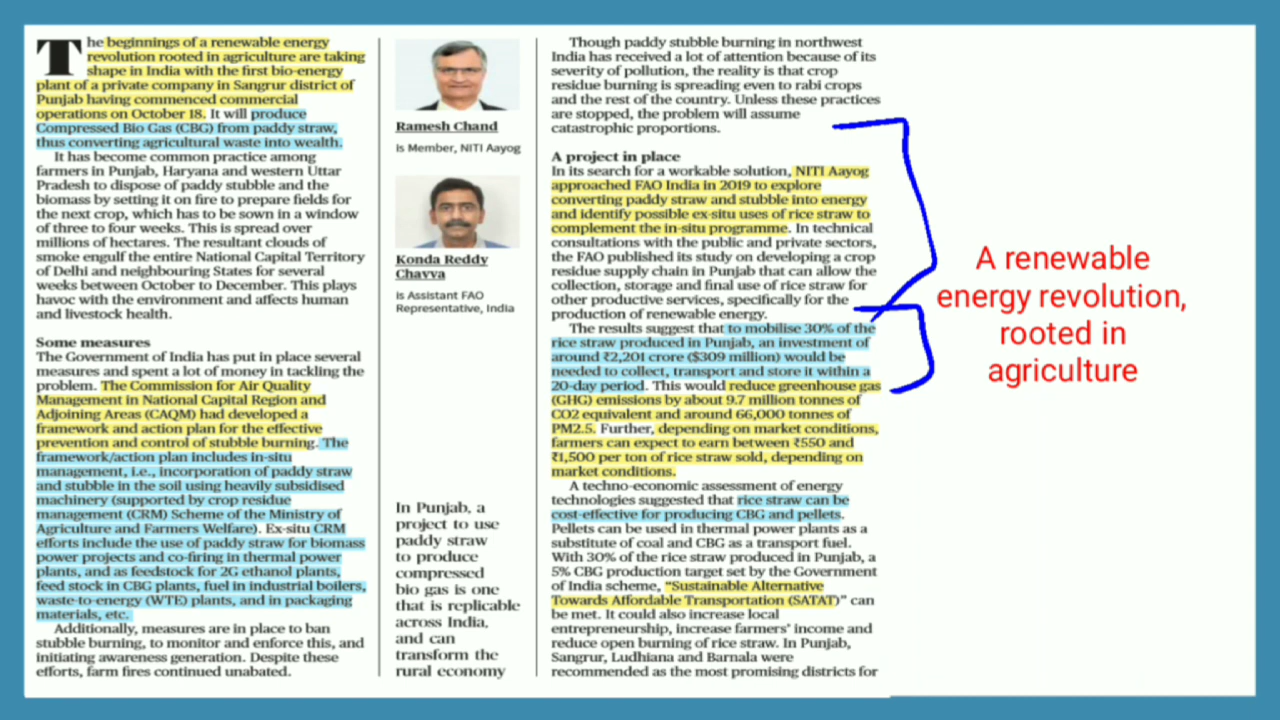 The beginnings of a renewable energy
revolution rooted in agriculture are taking
shape in India with the first bio-energy
plant of a private company in Sangrur district of
Punjab having commenced commercial
operations on October 18. It will produce
Compressed Bio Gas (CBG) from paddy straw,
thus converting agricultural waste into wealth.
It has become common practice among
farmers in Punjab, Haryana and western Uttar
Pradesh to dispose of paddy stubble and the
biomass by setting it on fire to prepare fields for
the next crop, which has to be sown in a window
of three to four weeks. This is spread over
millions of hectares. The resultant clouds of
smoke engulf the entire National Capital Territory
of Delhi and neighbouring States for several
weeks between October to December. This plays
havoc with the environment and affects human
and livestock health.
Some measures
The Government of India has put in place several
measures and spent a lot of money in tackling the
problem. The Commission for Air Quality
Management in National Capital Region and
Adjoining Areas (CAQM) had developed a
framework and action plan for the effective
prevention and control of stubble burning. The
framework/action plan includes in-situ
management, i.e., incorporation of paddy straw
and stubble in the soil using heavily subsidised
machinery (supported by crop residue
management (CRM) Scheme of the Ministry of
Agriculture and Farmers Welfare). Ex-situ CRM
efforts include the use of paddy straw for biomass
power projects and co-firing in thermal power
plants, and as feedstock for 2G ethanol plants,
feed stock in CBG plants, fuel in industrial boilers,
waste-to-energy (WTE) plants, and in packaging
materials, etc.
Additionally, measures are in place to ban
stubble burning, to monitor and enforce this, and
initiating awareness generation. Despite these
efforts, farm fires continued unabated.
Ramesh Chand
is Member, NITI Aayog
Konda Reddy
Chavva
is Assistant FAO
Representative, India
In Punjab, a
project to use
paddy straw
to produce
compressed
bio gas is one
that is replicable
across India,
and can
transform the
rural economy
Though paddy stubble burning in northwest
India has received a lot of attention because of its
severity of pollution, the reality is that crop
residue burning is spreading even to rabi crops
and the rest of the country. Unless these practices
are stopped, the problem will assume
catastrophic proportions.
A project in place
In its search for a workable solution, NITI Aayog
approached FAO India in 2019 to explore
converting paddy straw and stubble into energy
and identify possible ex-situ uses of rice straw to
complement the in-situ programme. In technical
consultations with the public and private sectors,
the FAO published its study on developing a crop
residue supply chain in Punjab that can allow the
collection, storage and final use of rice straw for
other productive services, specifically for the
production of renewable energy.
The results suggest that to mobilise 30% of the
rice straw produced in Punjab, an investment of
around ₹2,201 crore ($309 million) would be
needed to collect, transport and store it within a
20-day period. This would reduce greenhouse gas
(GHG) emissions by about 9.7 million tonnes of
CO2 equivalent and around 66,000 tonnes of
PM2.5. Further, depending on market conditions,
farmers can expect to earn between ₹550 and
₹1,500 per ton of rice straw sold, depending on
market conditions.
A techno-economic assessment of energy
technologies suggested that rice straw can be
cost-effective for producing CBG and pellets.
Pellets can be used in thermal power plants as a
substitute of coal and CBG as a transport fuel.
With 30% of the rice straw produced in Punjab, a
5% CBG production target set by the Government
of India scheme, “Sustainable Alternative
Towards Affordable Transportation (SATAT)” can
be met. It could also increase local
entrepreneurship, increase farmers’ income and
reduce open burning of rice straw. In Punjab,
Sangrur, Ludhiana and Barnala were
recommended as the most promising districts for
A renewable
energy revolution,
rooted in
agriculture